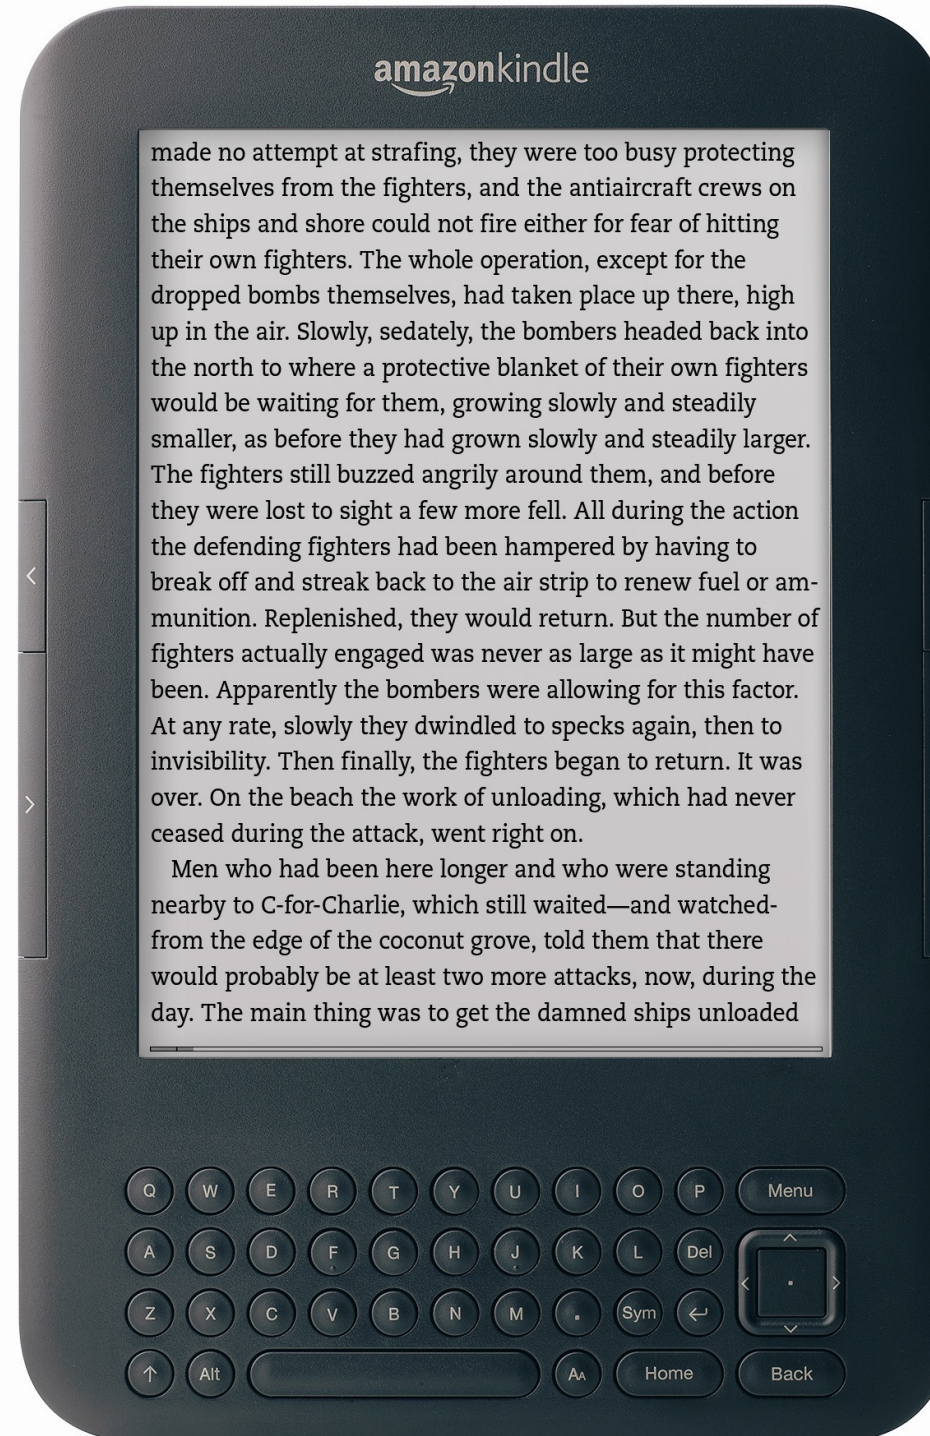 amazonkindle
made no attempt at strafing, they were too busy protecting
themselves from the fighters, and the antiaircraft crews on
the ships and shore could not fire either for fear of hitting
their own fighters. The whole operation, except for the
dropped bombs themselves, had taken place up there, high
up in the air. Slowly, sedately, the bombers headed back into
the north to where a protective blanket of their own fighters
would be waiting for them, growing slowly and steadily
smaller, as before they had grown slowly and steadily larger.
The fighters still buzzed angrily around them, and before
they were lost to sight a few more fell. All during the action
the defending fighters had been hampered by having to
break off and streak back to the air strip to renew fuel or am-
munition. Replenished, they would return. But the number of
fighters actually engaged was never as large as it might have
been. Apparently the bombers were allowing for this factor.
At any rate, slowly they dwindled to specks again, then to
invisibility. Then finally, the fighters began to return. It was
over. On the beach the work of unloading, which had never
ceased during the attack, went right on.
Men who had been here longer and who were standing
nearby to C-for-Charlie, which still waited—and watched-
from the edge of the coconut grove, told them that there
would probably be at least two more attacks, now, during the
day. The main thing was to get the damned ships unloaded
Q W E R T Y U I O P Menu
A S D F G H J K L Del
Z X C V B N M . Sym
Alt AA Home Back